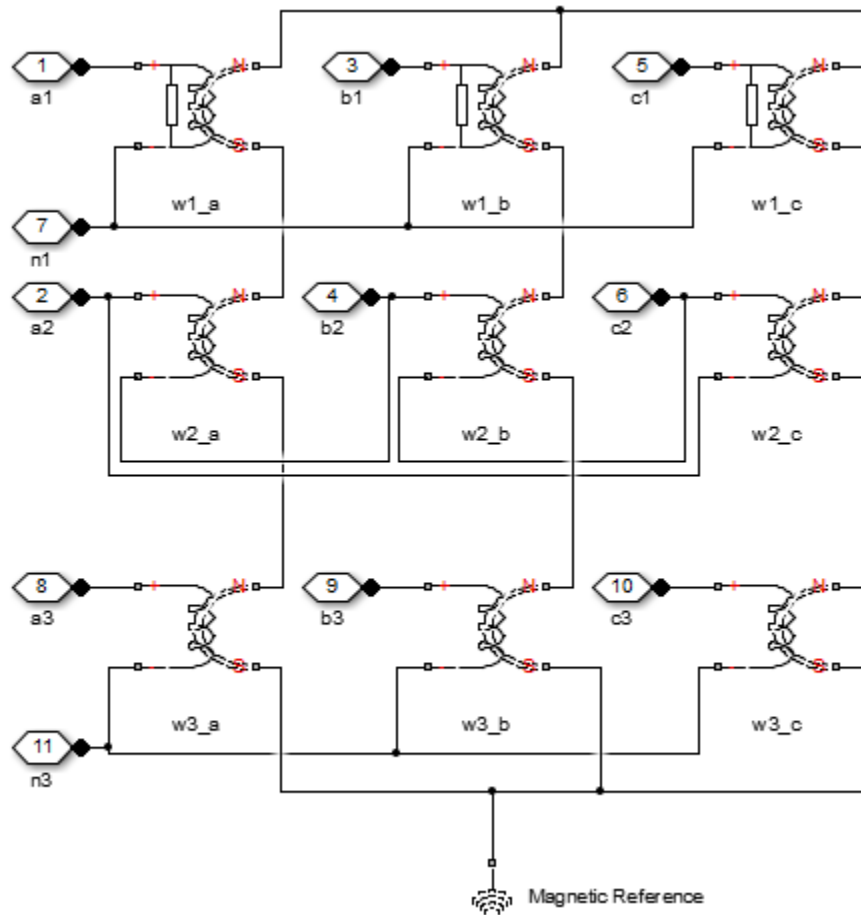 1 + N 3 + N 5 + N
a1 b1 c1
- S - S - S
w1_a w1_b w1_c
7
n1
2 + N 4 + N 6 + N
a2 b2 c2
- S - S - S
w2_a w2_b w2_c
8 + N 9 + N 10 + N
a3 b3 c3
- S - S - S
w3_a w3_b w3_c
11
n3
Magnetic Reference